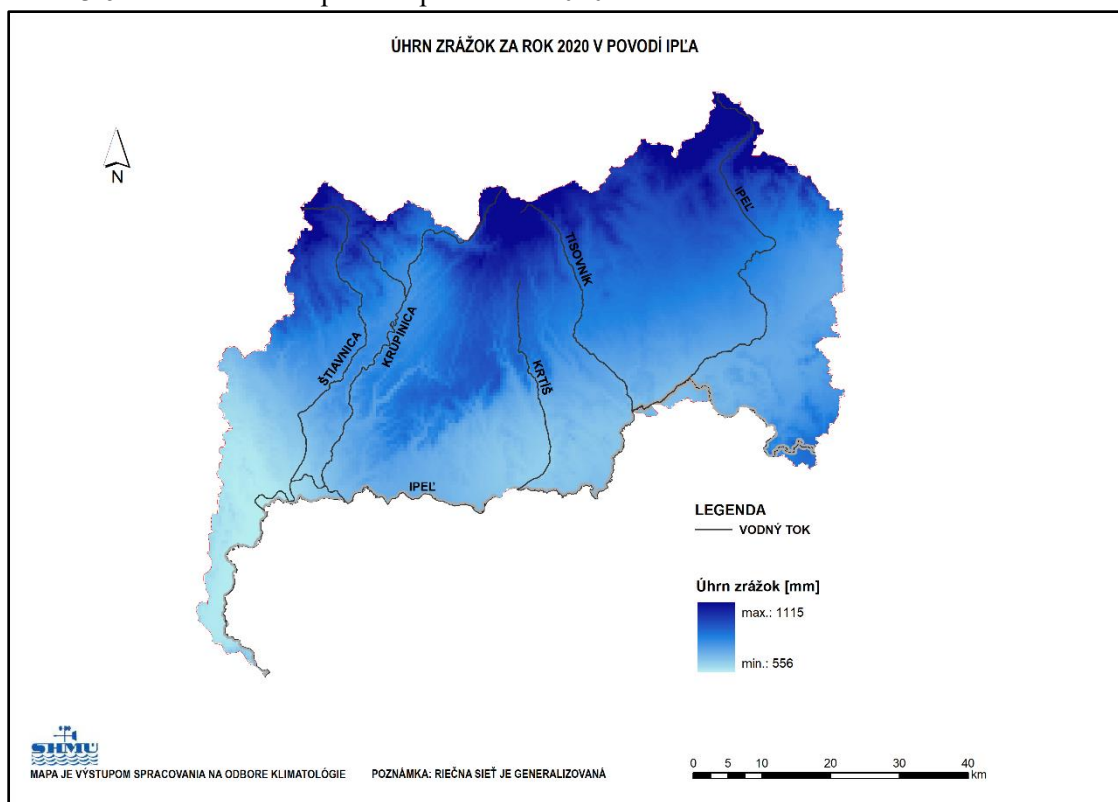 ÚHRN ZRÁŽOK ZA ROK 2020 V POVODÍ IPĽA
N
IPEĽ
TISOVNÍK
ŠTIAVNICA
KRUPINICA
KRTÍŠ
IPEĽ
LEGENDA
VODNÝ TOK
Úhrn zrážok [mm]
max.: 1115
min.: 556
SHMÚ
MAPA JE VÝSTUPOM SPRACOVANIA NA ODBORE KLIMATOLÓGIE
POZNÁMKA: RIEČNA SIEŤ JE GENERALIZOVANÁ
0 5 10 20 30 40
km